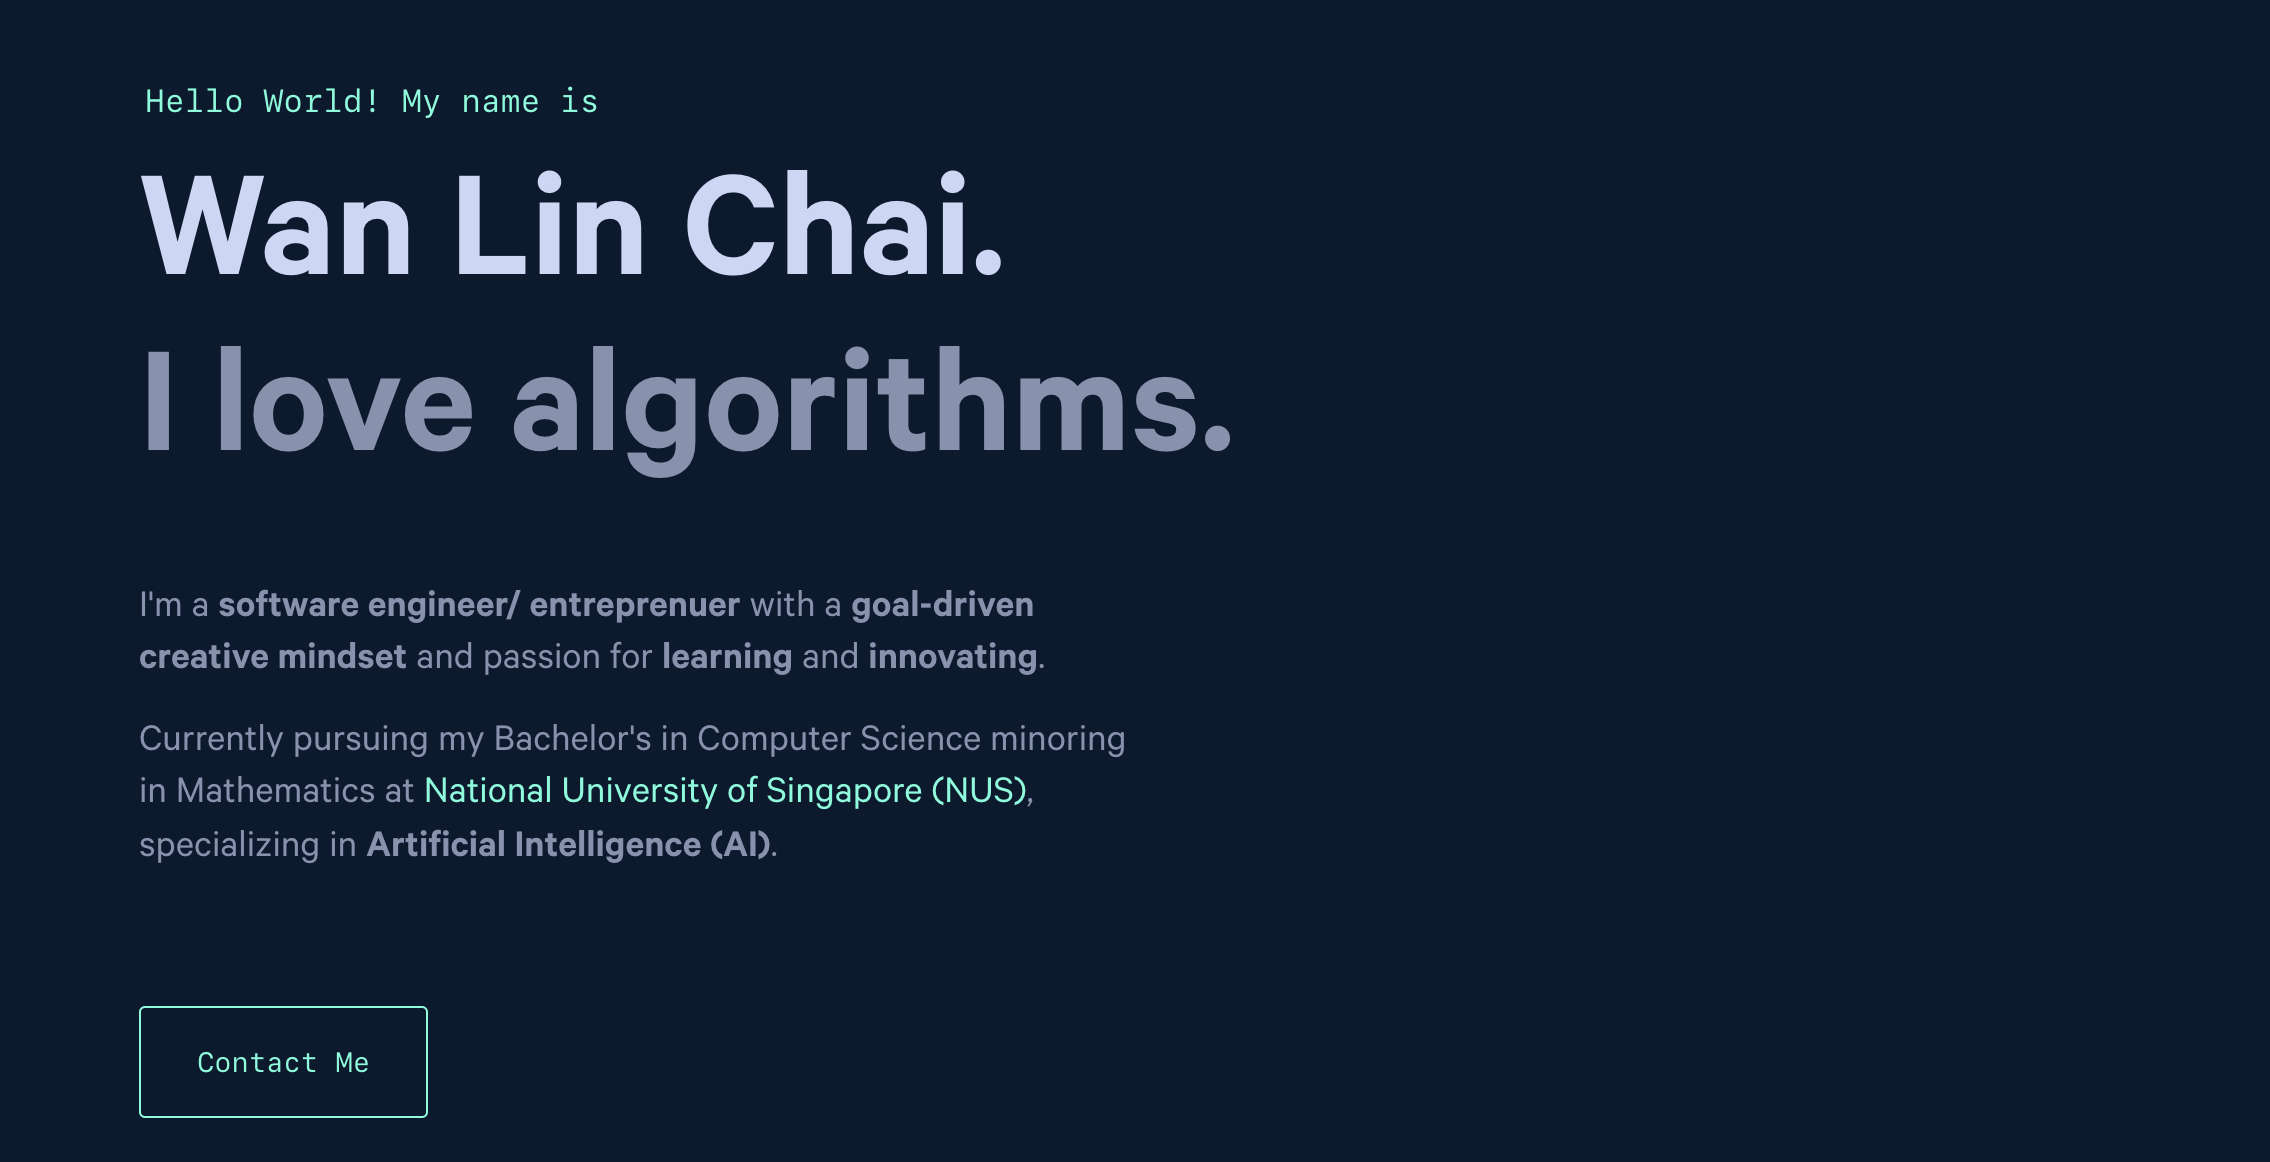 Hello World! My name is
Wan Lin Chai.
I love algorithms.
I'm a software engineer/ entreprenuer with a goal-driven
creative mindset and passion for learning and innovating.
Currently pursuing my Bachelor's in Computer Science minoring
in Mathematics at National University of Singapore (NUS),
specializing in Artificial Intelligence (AI).
Contact Me